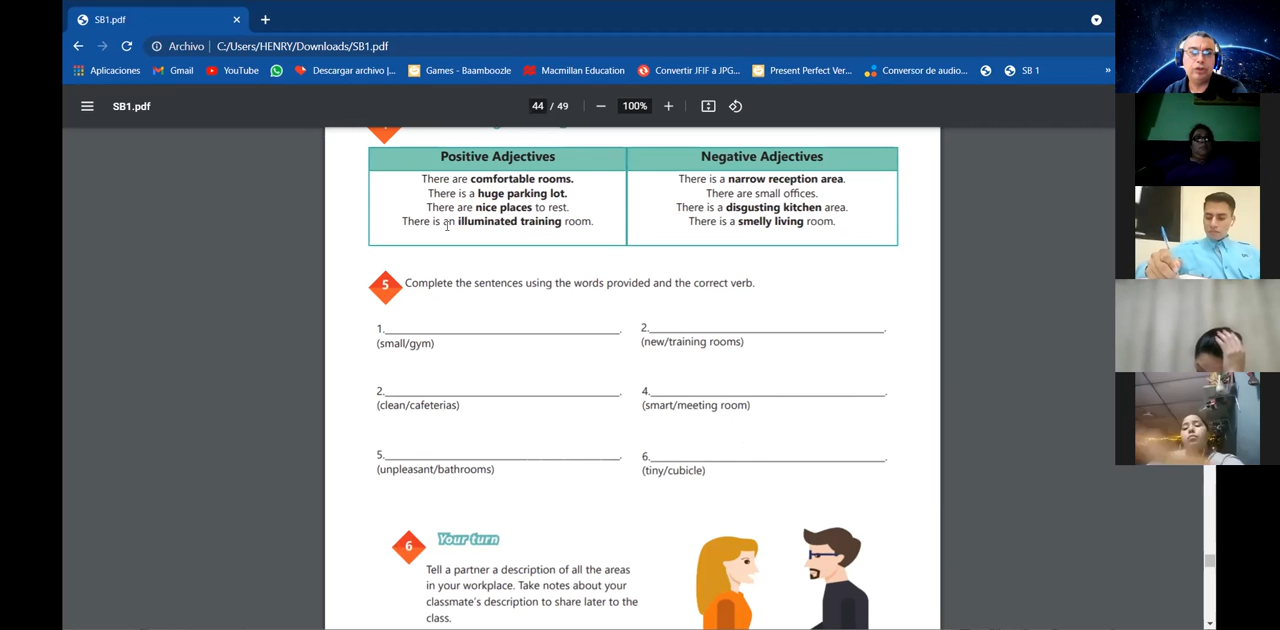 SB1.pdf
Archivo
C:/Users/HENRY/Downloads/SB1.pdf
Aplicaciones
Gmail
YouTube
Descargar archivo |...
Games - Baamboozle
Macmillan Education
Convertir JFIF a JPG...
Present Perfect Ver...
Conversor de audio...
SB 1
»
SB1.pdf
44 / 49
100%
Positive Adjectives
There are comfortable rooms.
There is a huge parking lot.
There are nice places to rest.
There is an illuminated training room.
Negative Adjectives
There is a narrow reception area.
There are small offices.
There is a disgusting kitchen area.
There is a smelly living room.
5 Complete the sentences using the words provided and the correct verb.
1.________________.
(small/gym)
2.________________.
(new/training rooms)
2.________________.
(clean/cafeterias)
4.________________.
(smart/meeting room)
5.________________.
(unpleasant/bathrooms)
6.________________.
(tiny/cubicle)
6 Your turn
Tell a partner a description of all the areas
in your workplace. Take notes about your
classmate's description to share later to the
class.